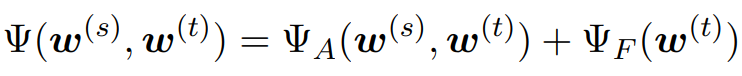 Ψ(𝒘^(s), 𝒘^(t)) = Ψ_A(𝒘^(s), 𝒘^(t)) + Ψ_F(𝒘^(t))